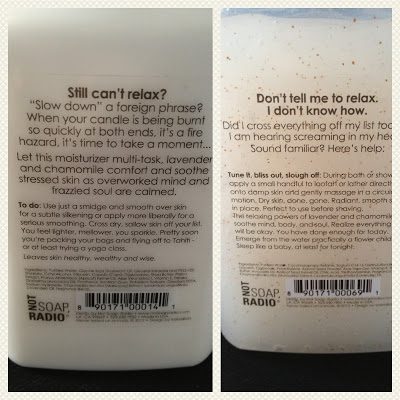 Still can't relax?
"Slow down" a foreign phrase?
When your candle is being burnt
so quickly at both ends, it's a fire
hazard, it's time to take a moment...
Let this moisturizer multi-task, lavender
and chamomile comfort and soothe
stressed skin as overworked mind and
frazzled soul are calmed.
To do: Use just a smidge and smooth over skin
for a subtle silkening or apply more liberally for a
serious smoothing. Cross dry, sallow skin off your list.
You feel lighter, mellower, you sparkle. Pretty soon
you're packing your bags and flying off to Tahiti -
or at least trying a yoga class.
Leaves skin healthy, wealthy and wise.
NOT
SOAP,
RADIO
8 90171 00014 1
Don't tell me to relax.
I don't know how.
Did I cross everything off my list too
I am hearing screaming in my hea
Sound familiar? Here's help:
Tune it, bliss out, slough off: During bath or show
apply a small handful to loofah or lather direct
onto damp skin and gently massage in a circula
motion. Dry skin, done, gone. Radiant, smooth s
in place. Perfect to use before shaving.
The relaxing powers of lavender and chamomile
soothe mind, body, and soul. Realize everything
will be okay. You have done enough for today.
Emerge from the water practically a flower child
Sleep like a baby, at least for tonight.
NOT
SOAP,
RADIO
8 90171 00069